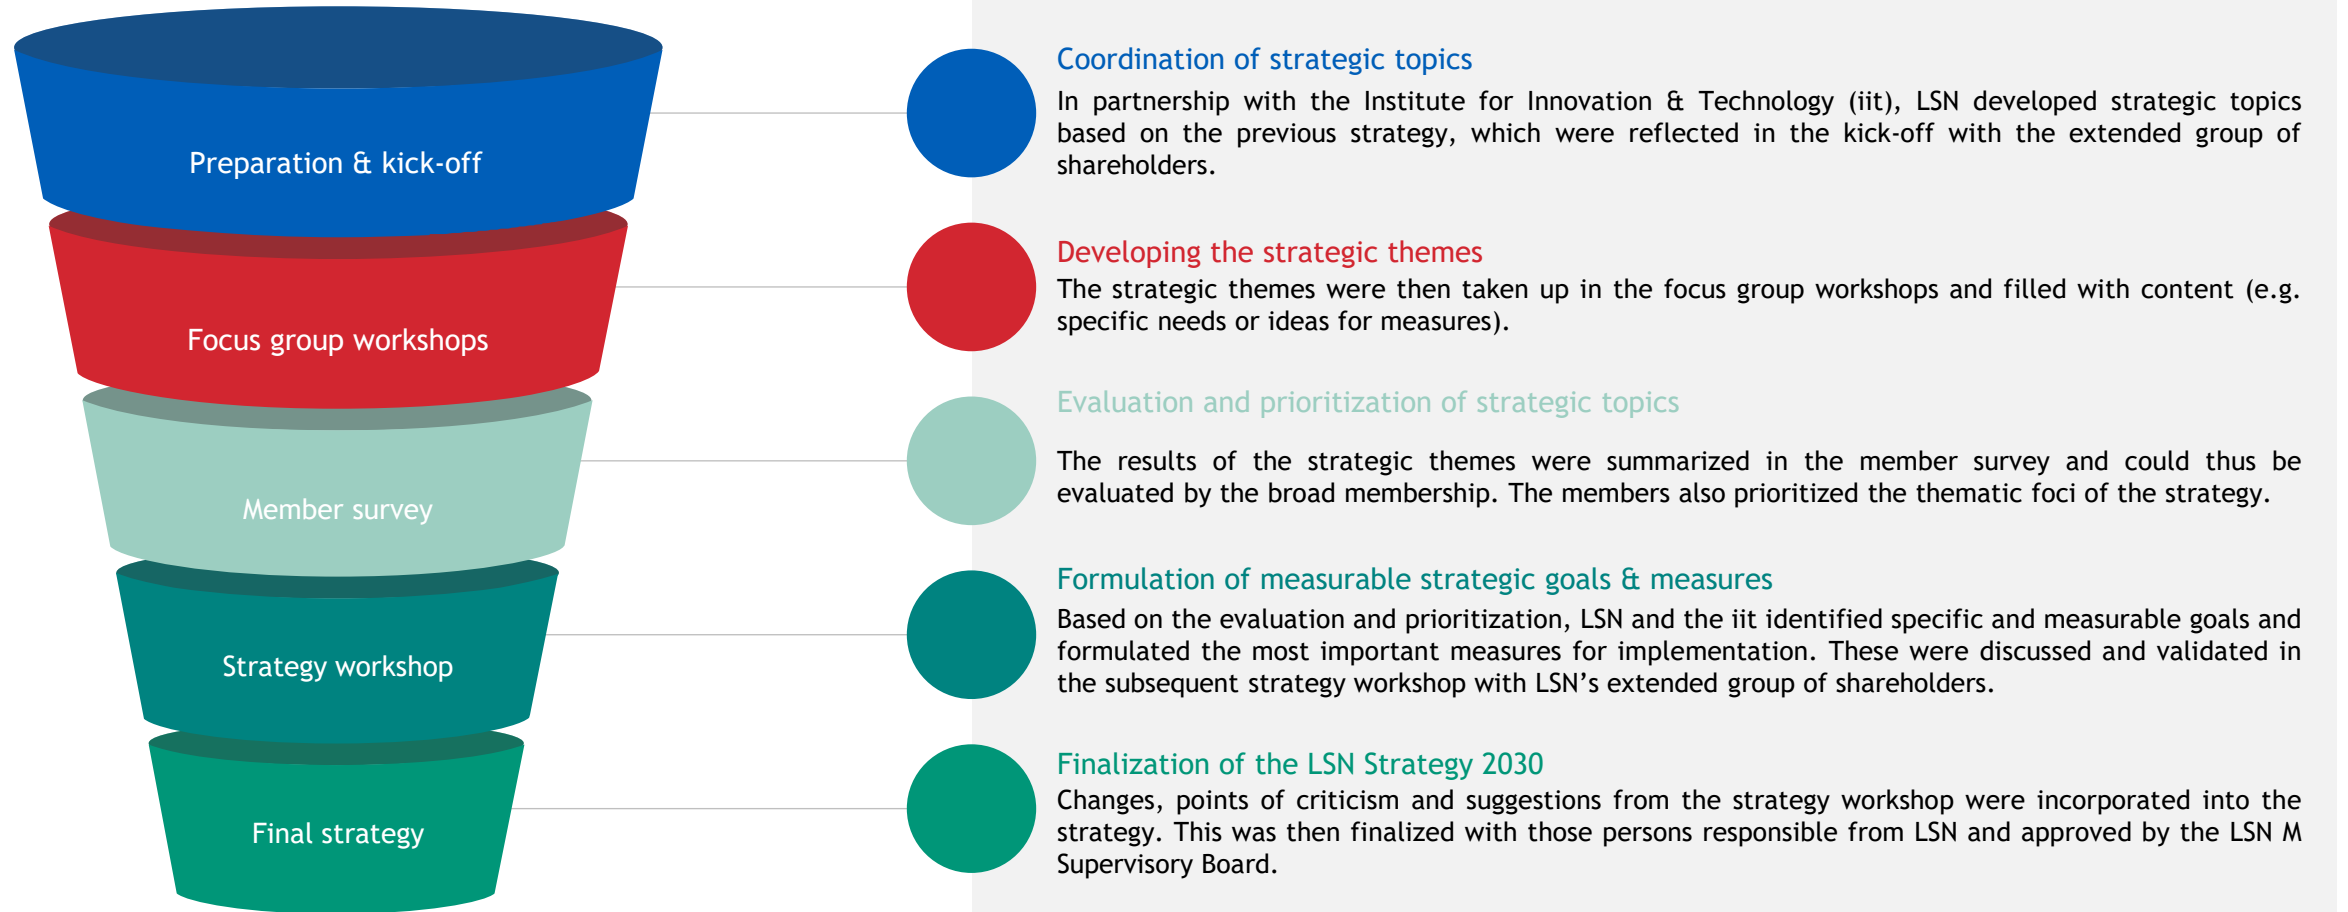 Preparation & kick-off
Coordination of strategic topics
In partnership with the Institute for Innovation & Technology (iit), LSN developed strategic topics
based on the previous strategy, which were reflected in the kick-off with the extended group of
shareholders.
Focus group workshops
Developing the strategic themes
The strategic themes were then taken up in the focus group workshops and filled with content (e.g.
specific needs or ideas for measures).
Member survey
Evaluation and prioritization of strategic topics
The results of the strategic themes were summarized in the member survey and could thus be
evaluated by the broad membership. The members also prioritized the thematic foci of the strategy.
Strategy workshop
Formulation of measurable strategic goals & measures
Based on the evaluation and prioritization, LSN and the iit identified specific and measurable goals and
formulated the most important measures for implementation. These were discussed and validated in
the subsequent strategy workshop with LSN’s extended group of shareholders.
Final strategy
Finalization of the LSN Strategy 2030
Changes, points of criticism and suggestions from the strategy workshop were incorporated into the
strategy. This was then finalized with those persons responsible from LSN and approved by the LSN M
Supervisory Board.